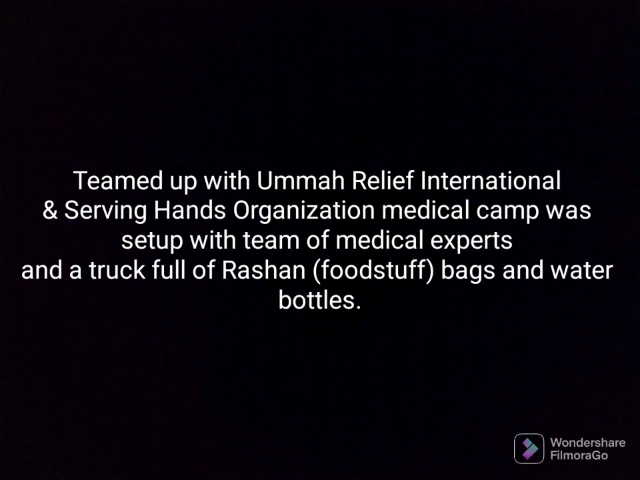 Teamed up with Ummah Relief International
& Serving Hands Organization medical camp was
setup with team of medical experts
and a truck full of Rashan (foodstuff) bags and water
bottles.
Wondershare
FilmoraGo